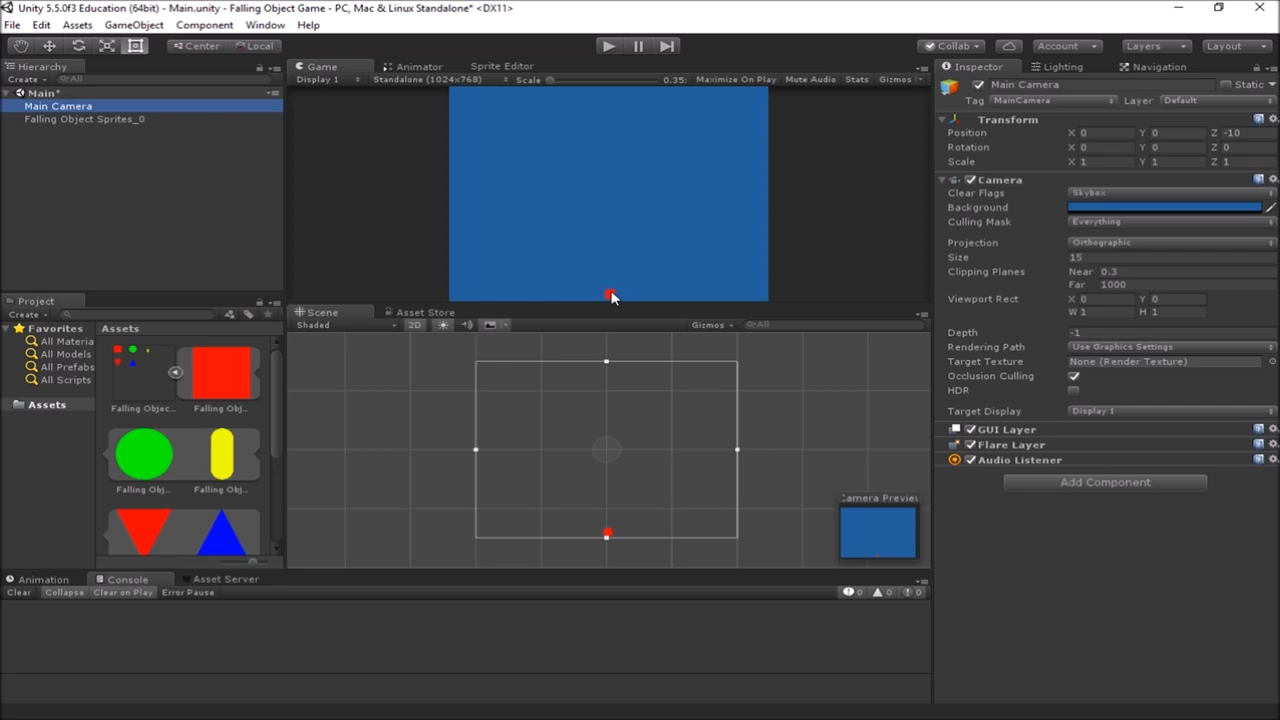 Unity 5.5.0f3 Education (64bit) - Main.unity - Falling Object Game - PC, Mac & Linux Standalone* <DX11>
File Edit Assets GameObject Component Window Help
Center Local Collab Account Layers Layout
Hierarchy
Create All
Main*
Main Camera
Falling Object Sprites_0
Game Animator Sprite Editor
Display 1 Standalone (1024x768) Scale 0.35: Maximize On Play Mute Audio Stats Gizmos
Project
Create
Favorites
All Materia
All Models
All Prefabs
All Scripts
Assets
Assets
Falling Objec... Falling Obj...
Falling Obj... Falling Obj...
Scene Asset Store
Shaded 2D Gizmos All
Camera Preview
Animation Console Asset Server
Clear Collapse Clear on Play Error Pause 0 0 0
Inspector Lighting Navigation
Main Camera Static
Tag MainCamera Layer Default
Transform
Position X 0 Y 0 Z -10
Rotation X 0 Y 0 Z 0
Scale X 1 Y 1 Z 1
Camera
Clear Flags Skybox
Background
Culling Mask Everything
Projection Orthographic
Size 15
Clipping Planes Near 0.3
Far 1000
Viewport Rect X 0 Y 0
W 1 H 1
Depth -1
Rendering Path Use Graphics Settings
Target Texture None (Render Texture)
Occlusion Culling
HDR
Target Display Display 1
GUI Layer
Flare Layer
Audio Listener
Add Component